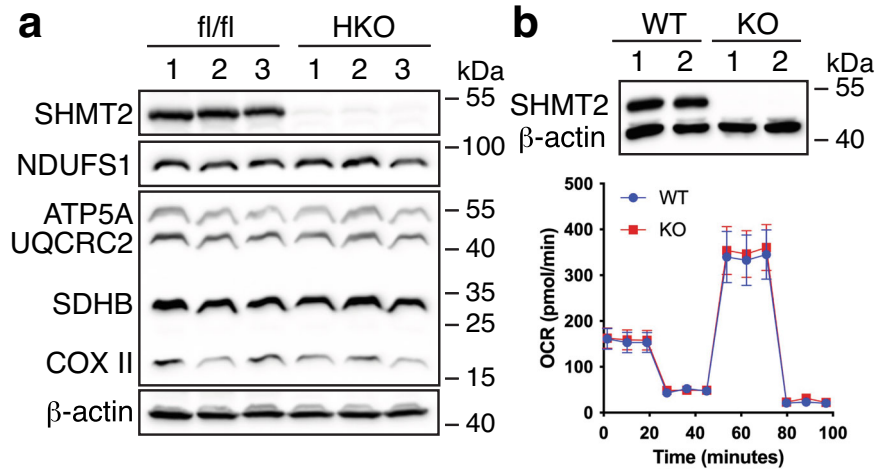 a
fl/fl HKO
1 2 3 1 2 3 kDa
SHMT2 55
NDUFS1 100
ATP5A 55
UQCRC2 40
SDHB 35
25
COX II 15
β-actin 40
b
WT KO
1 2 1 2 kDa
SHMT2 55
β-actin 40
500
400
300
200
100
0
OCR (pmol/min)
WT
KO
0 20 40 60 80 100
Time (minutes)